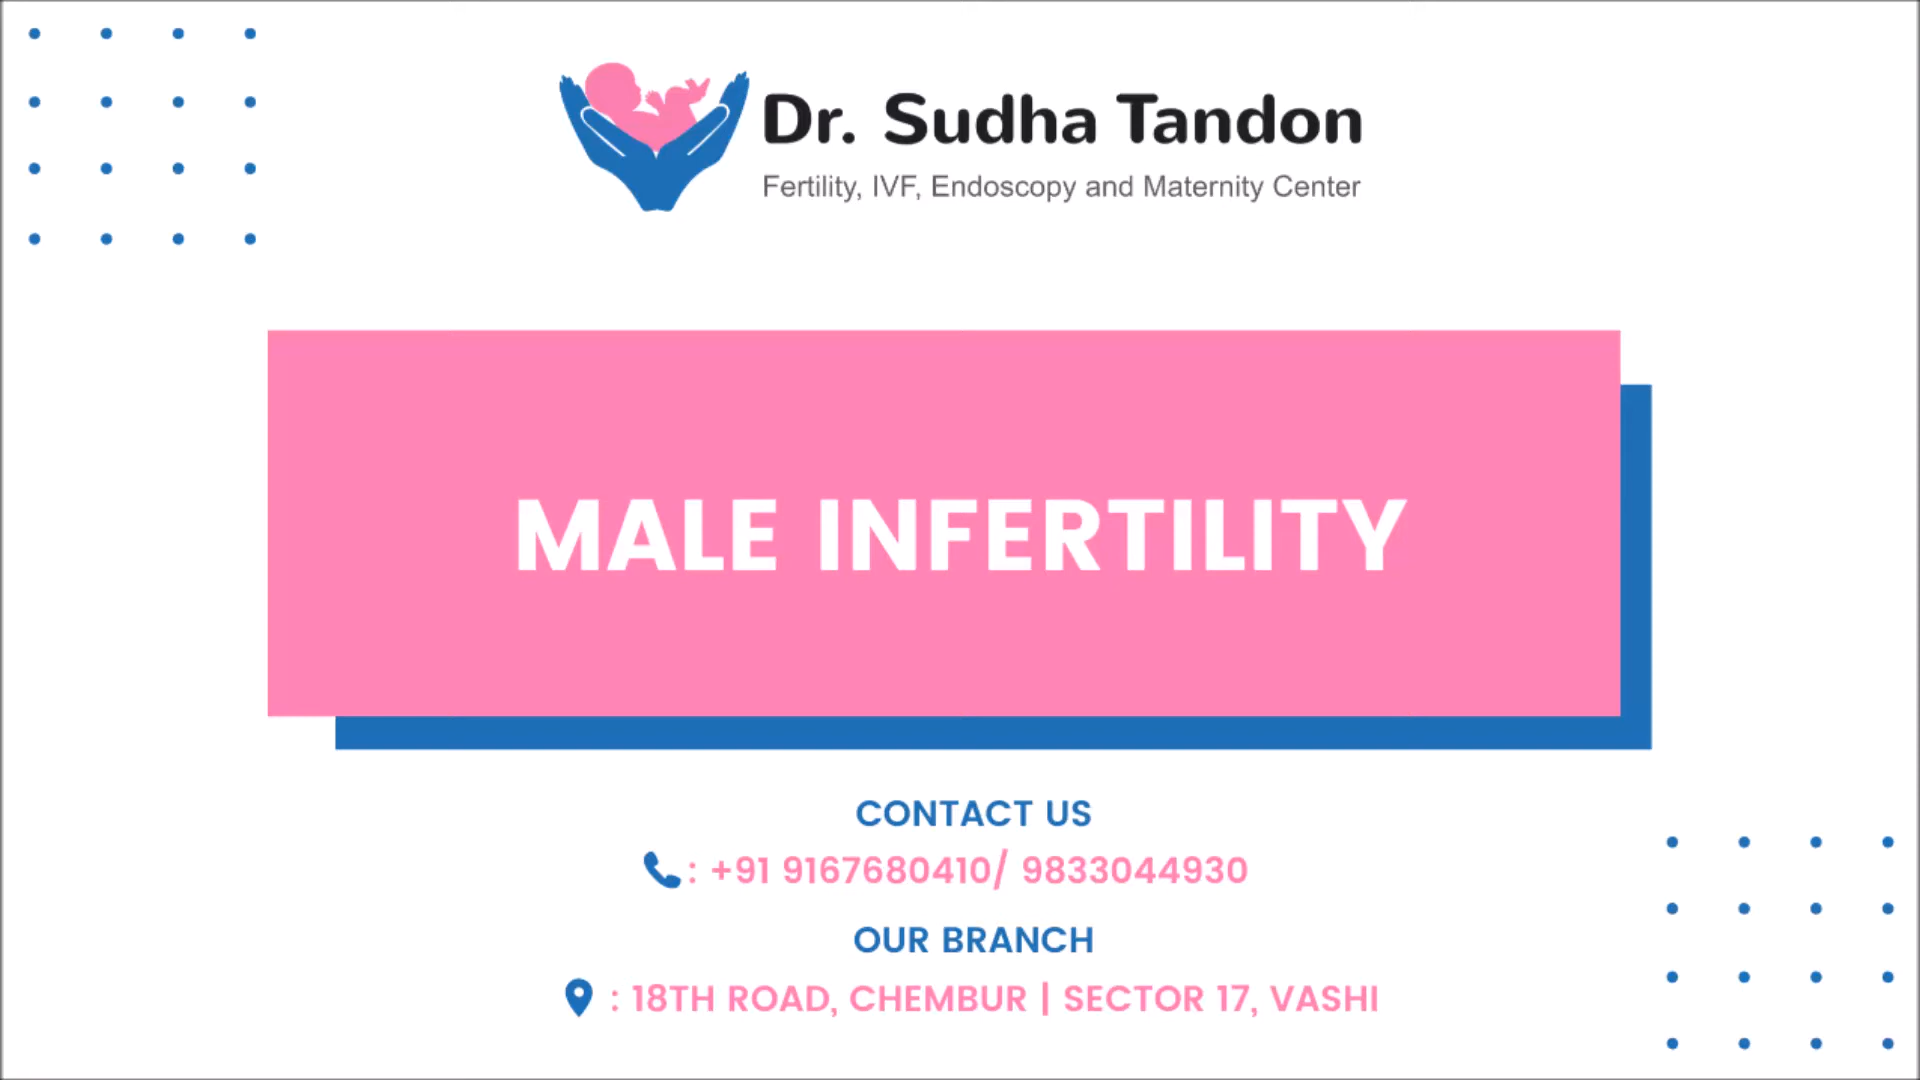 Dr. Sudha Tandon
Fertility, IVF, Endoscopy and Maternity Center
MALE INFERTILITY
CONTACT US
: +91 9167680410/ 9833044930
OUR BRANCH
: 18TH ROAD, CHEMBUR | SECTOR 17, VASHI